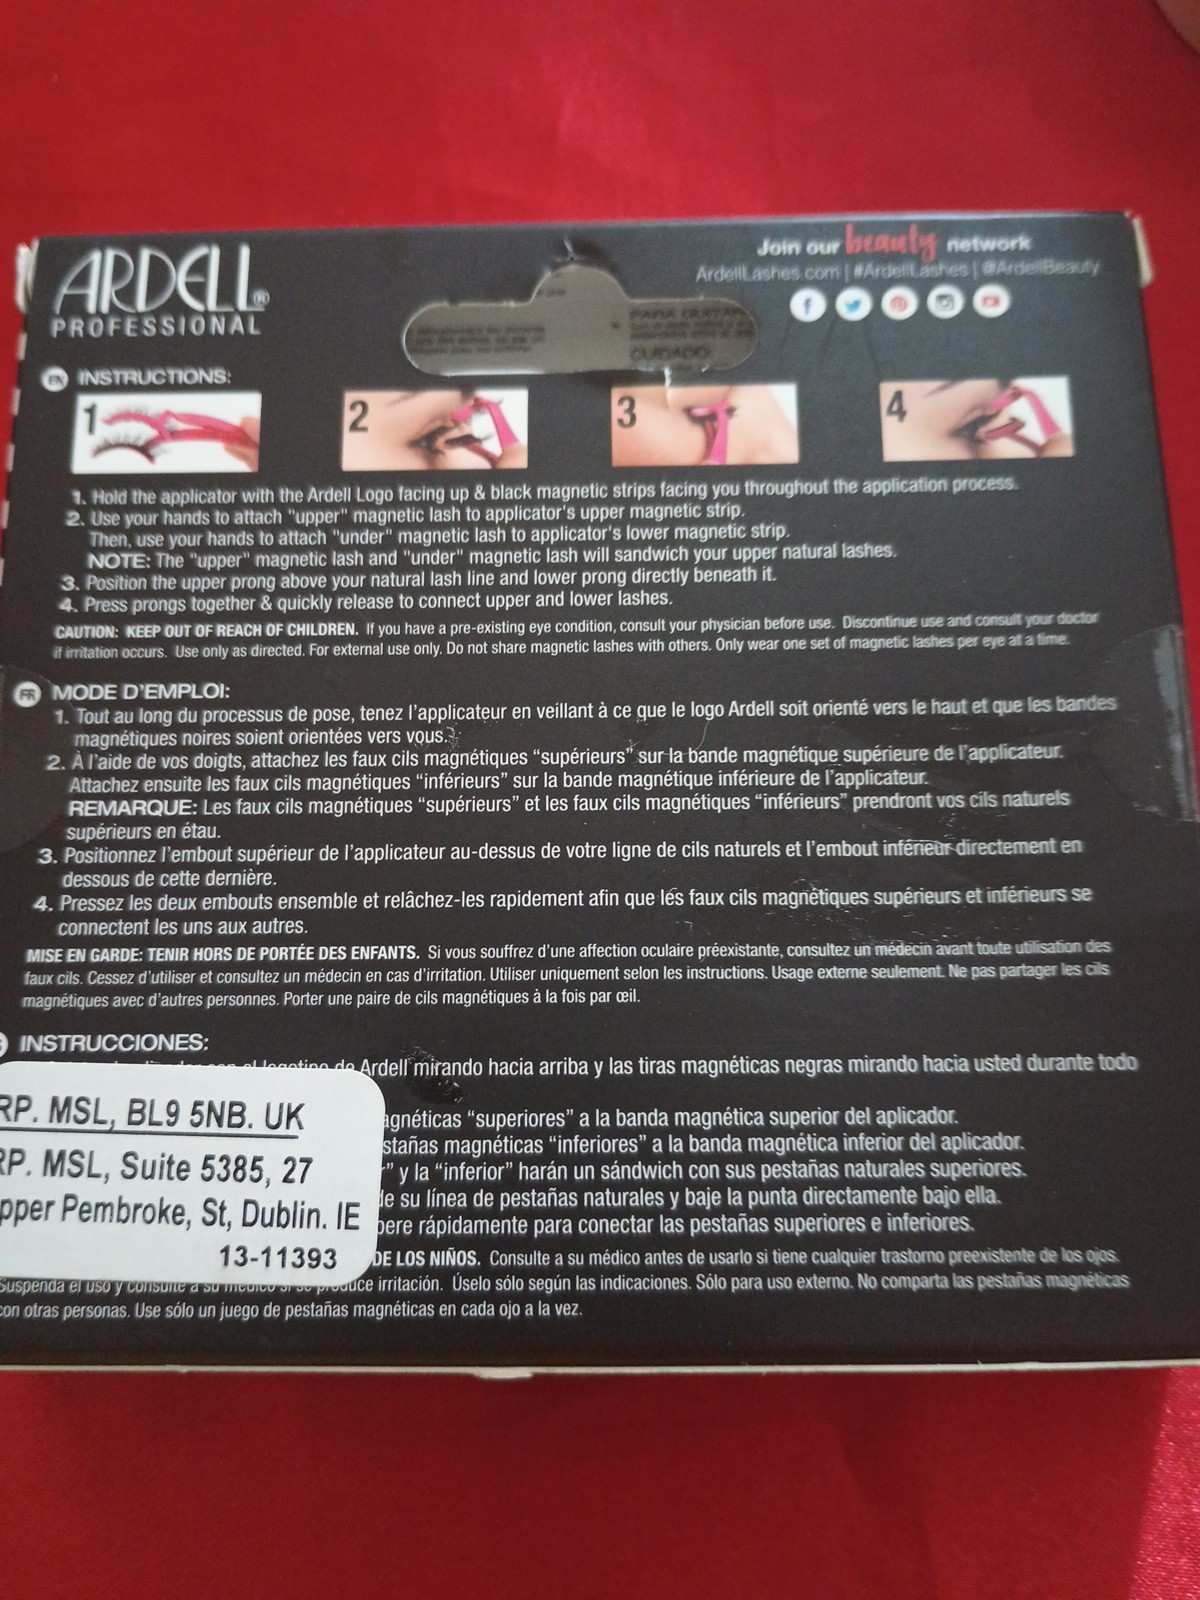 ARDELL®
PROFESSIONAL
Join our beauty network
ArdellLashes.com | #ArdellLashes | @ArdellBeauty
PARA QUITAR
CUIDADO:
EN INSTRUCTIONS:
1
2
3
4
1. Hold the applicator with the Ardell Logo facing up & black magnetic strips facing you throughout the application process.
2. Use your hands to attach "upper" magnetic lash to applicator's upper magnetic strip.
Then, use your hands to attach "under" magnetic lash to applicator's lower magnetic strip.
NOTE: The "upper" magnetic lash and "under" magnetic lash will sandwich your upper natural lashes.
3. Position the upper prong above your natural lash line and lower prong directly beneath it.
4. Press prongs together & quickly release to connect upper and lower lashes.
CAUTION: KEEP OUT OF REACH OF CHILDREN. If you have a pre-existing eye condition, consult your physician before use. Discontinue use and consult your doctor
if irritation occurs. Use only as directed. For external use only. Do not share magnetic lashes with others. Only wear one set of magnetic lashes per eye at a time.
FR MODE D'EMPLOI:
1. Tout au long du processus de pose, tenez l'applicateur en veillant à ce que le logo Ardell soit orienté vers le haut et que les bandes
magnétiques noires soient orientées vers vous.
2. À l'aide de vos doigts, attachez les faux cils magnétiques “supérieurs” sur la bande magnétique supérieure de l'applicateur.
Attachez ensuite les faux cils magnétiques “inférieurs” sur la bande magnétique inférieure de l'applicateur.
REMARQUE: Les faux cils magnétiques “supérieurs” et les faux cils magnétiques “inférieurs” prendront vos cils naturels
supérieurs en étau.
3. Positionnez l'embout supérieur de l'applicateur au-dessus de votre ligne de cils naturels et l'embout inférieur directement en
dessous de cette dernière.
4. Pressez les deux embouts ensemble et relâchez-les rapidement afin que les faux cils magnétiques supérieurs et inférieurs se
connectent les uns aux autres.
MISE EN GARDE: TENIR HORS DE PORTÉE DES ENFANTS. Si vous souffrez d'une affection oculaire préexistante, consultez un médecin avant toute utilisation des
faux cils. Cessez d'utiliser et consultez un médecin en cas d'irritation. Utiliser uniquement selon les instructions. Usage externe seulement. Ne pas partager les cils
magnétiques avec d'autres personnes. Porter une paire de cils magnétiques à la fois par œil.
INSTRUCCIONES:
el logotipo de Ardell mirando hacia arriba y las tiras magnéticas negras mirando hacia usted durante todo
agnéticas “superiores” a la banda magnética superior del aplicador.
stañas magnéticas “inferiores” a la banda magnética inferior del aplicador.
” y la “inferior” harán un sándwich con sus pestañas naturales superiores.
de su línea de pestañas naturales y baje la punta directamente bajo ella.
pere rápidamente para conectar las pestañas superiores e inferiores.
DE LOS NIÑOS. Consulte a su médico antes de usarlo si tiene cualquier trastorno preexistente de los ojos.
Suspenda el uso y consulte a su médico si se produce irritación. Úselo sólo según las indicaciones. Sólo para uso externo. No comparta las pestañas magnéticas
con otras personas. Use sólo un juego de pestañas magnéticas en cada ojo a la vez.
RP. MSL, BL9 5NB. UK
RP. MSL, Suite 5385, 27
pper Pembroke, St, Dublin. IE
13-11393